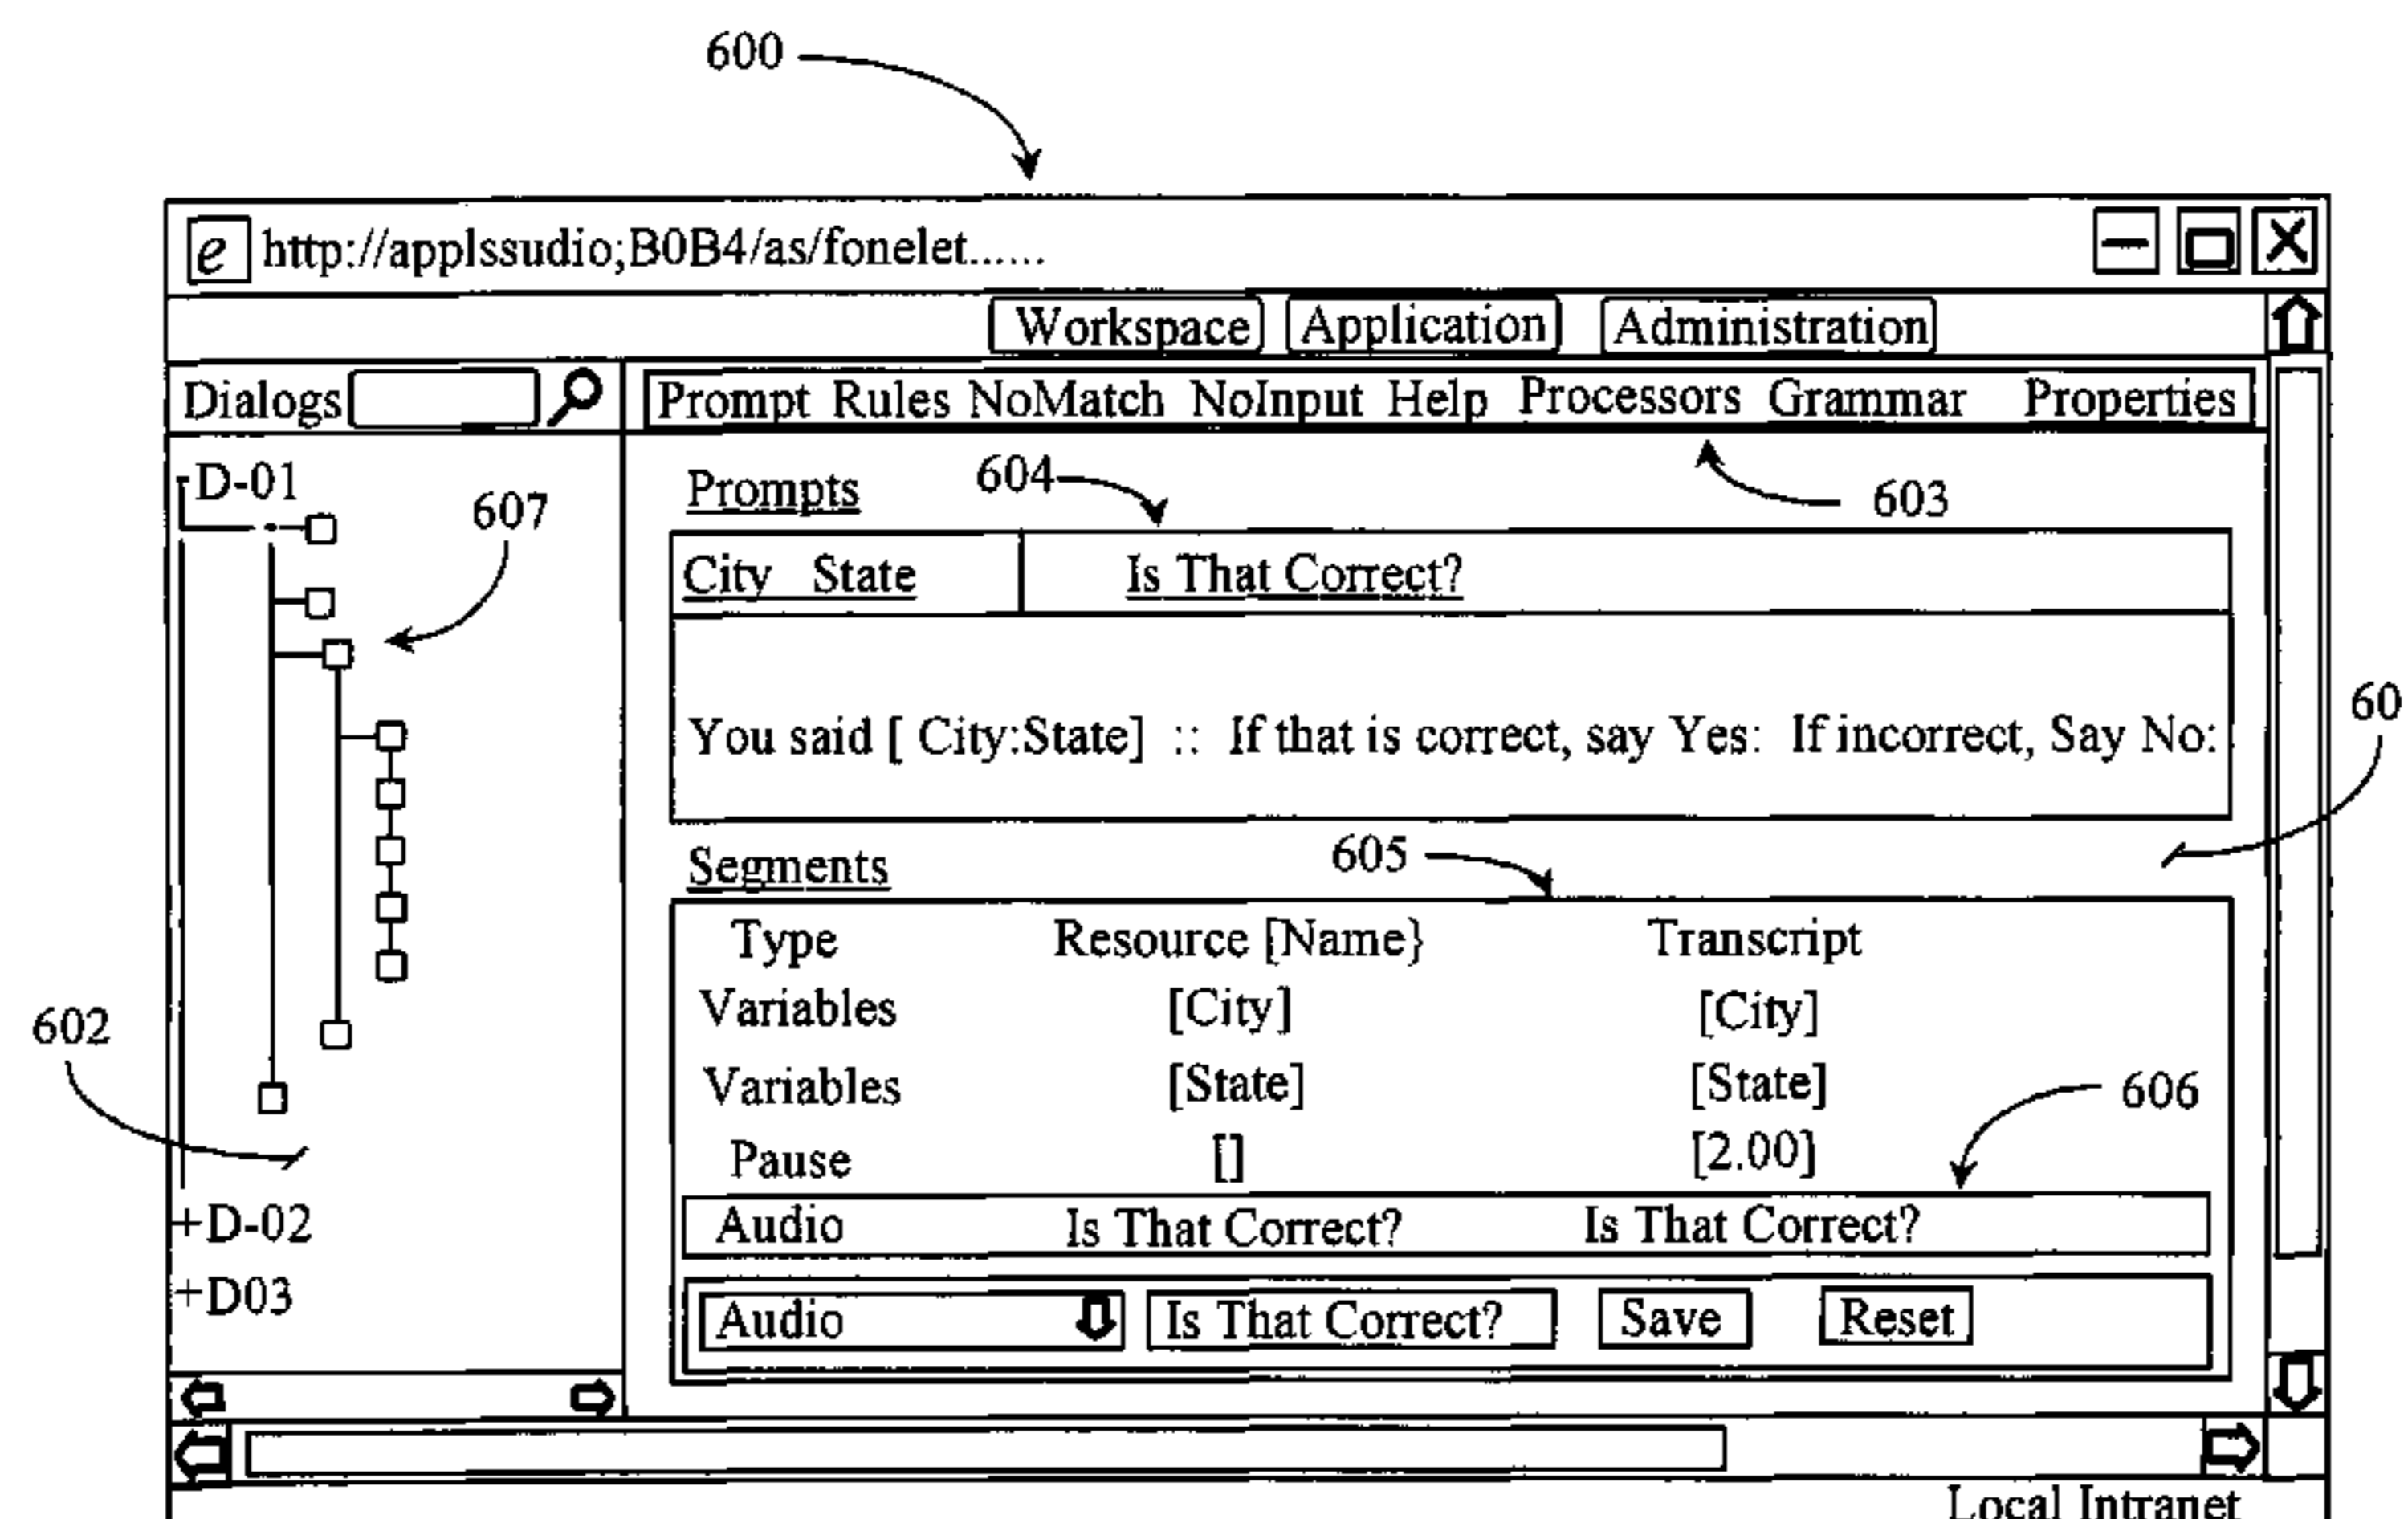 600
e http://applssudio;B0B4/as/fonelet......
Workspace Application Administration
Dialogs Prompt Rules NoMatch NoInput Help Processors Grammar Properties
D-01
607
Prompts
604
603
City State Is That Correct?
You said [ City:State] :: If that is correct, say Yes: If incorrect, Say No:
60
Segments
605
Type Resource [Name} Transcript
Variables [City] [City]
602
Variables [State] [State]
606
Pause [] [2.00]
Audio Is That Correct? Is That Correct?
+D-02
+D03
Audio Is That Correct? Save Reset
Local Intranet